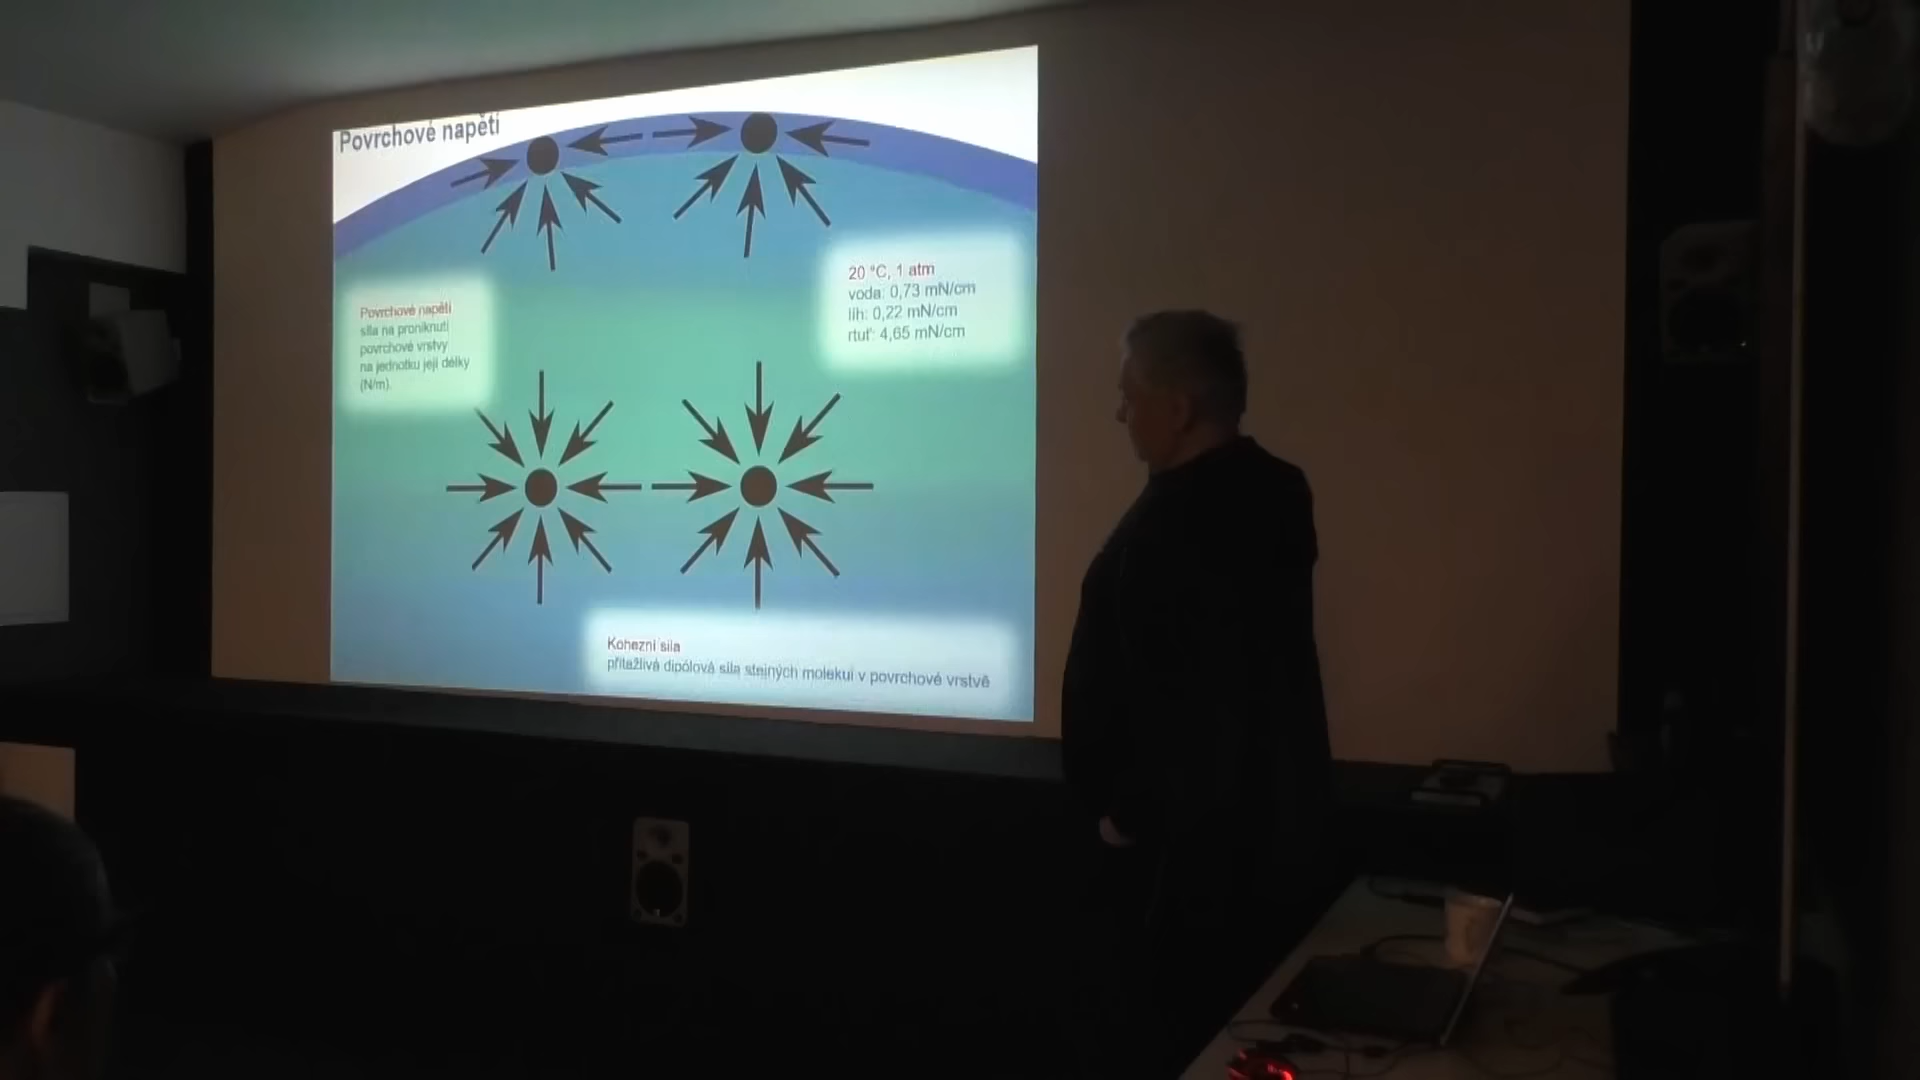 Povrchové napětí
Povrchové napětí
síla na proniknutí
povrchové vrstvy
na jednotku její délky
(N/m).
20 °C, 1 atm
voda: 0,73 mN/cm
líh: 0,22 mN/cm
rtuť: 4,65 mN/cm
Kohezní síla
přitažlivá dipólová síla stejných molekul v povrchové vrstvě